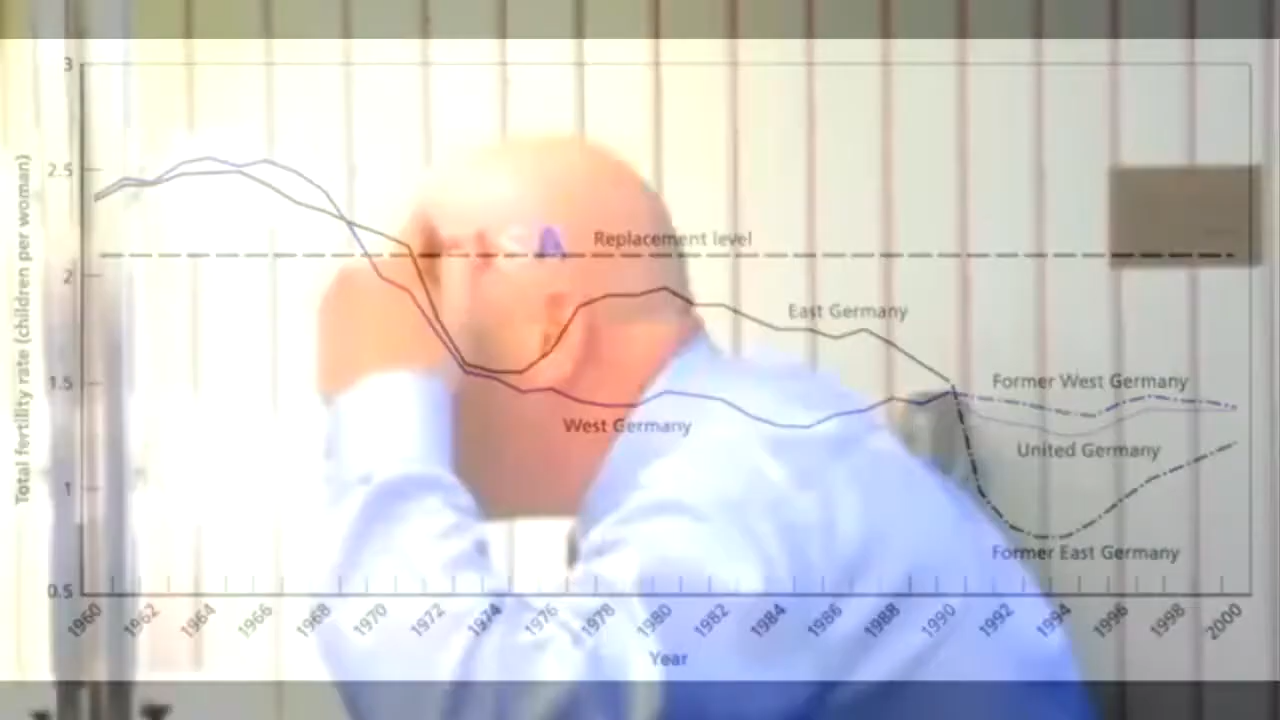 3
2.5
2
1.5
1
0.5
Total fertility rate (children per woman)
A
Replacement level
East Germany
West Germany
Former West Germany
United Germany
Former East Germany
1960 1962 1964 1966 1968 1970 1972 1974 1976 1978 1980 1982 1984 1986 1988 1990 1992 1994 1996 1998 2000
Year